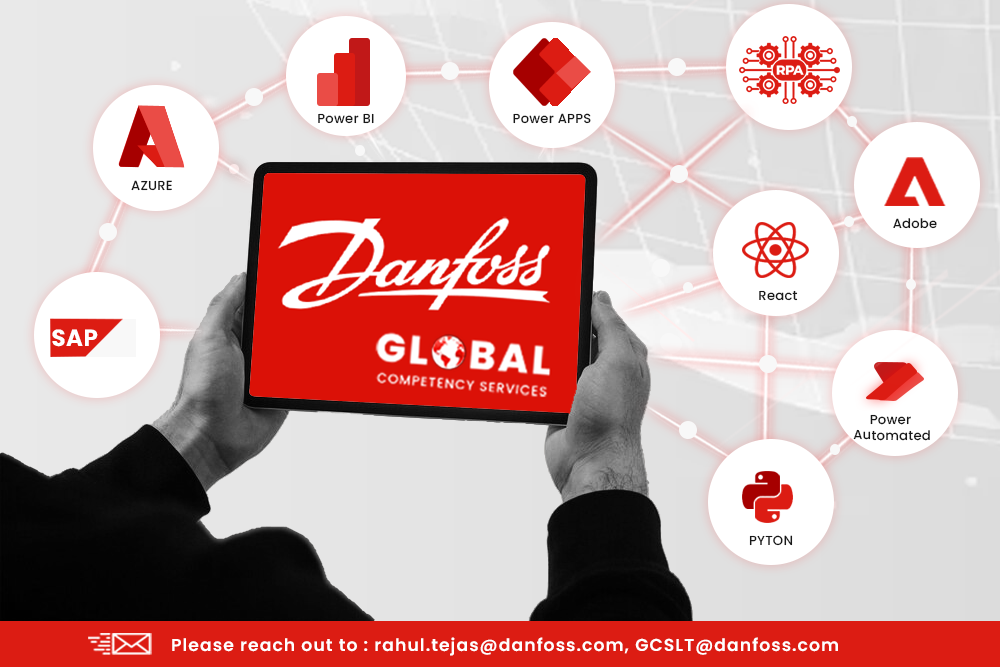 Power BI
Power APPS
RPA
AZURE
Adobe
React
SAP
Danfoss
GLOBAL
COMPETENCY SERVICES
Power
Automated
PYTON
Please reach out to : rahul.tejas@danfoss.com, GCSLT@danfoss.com